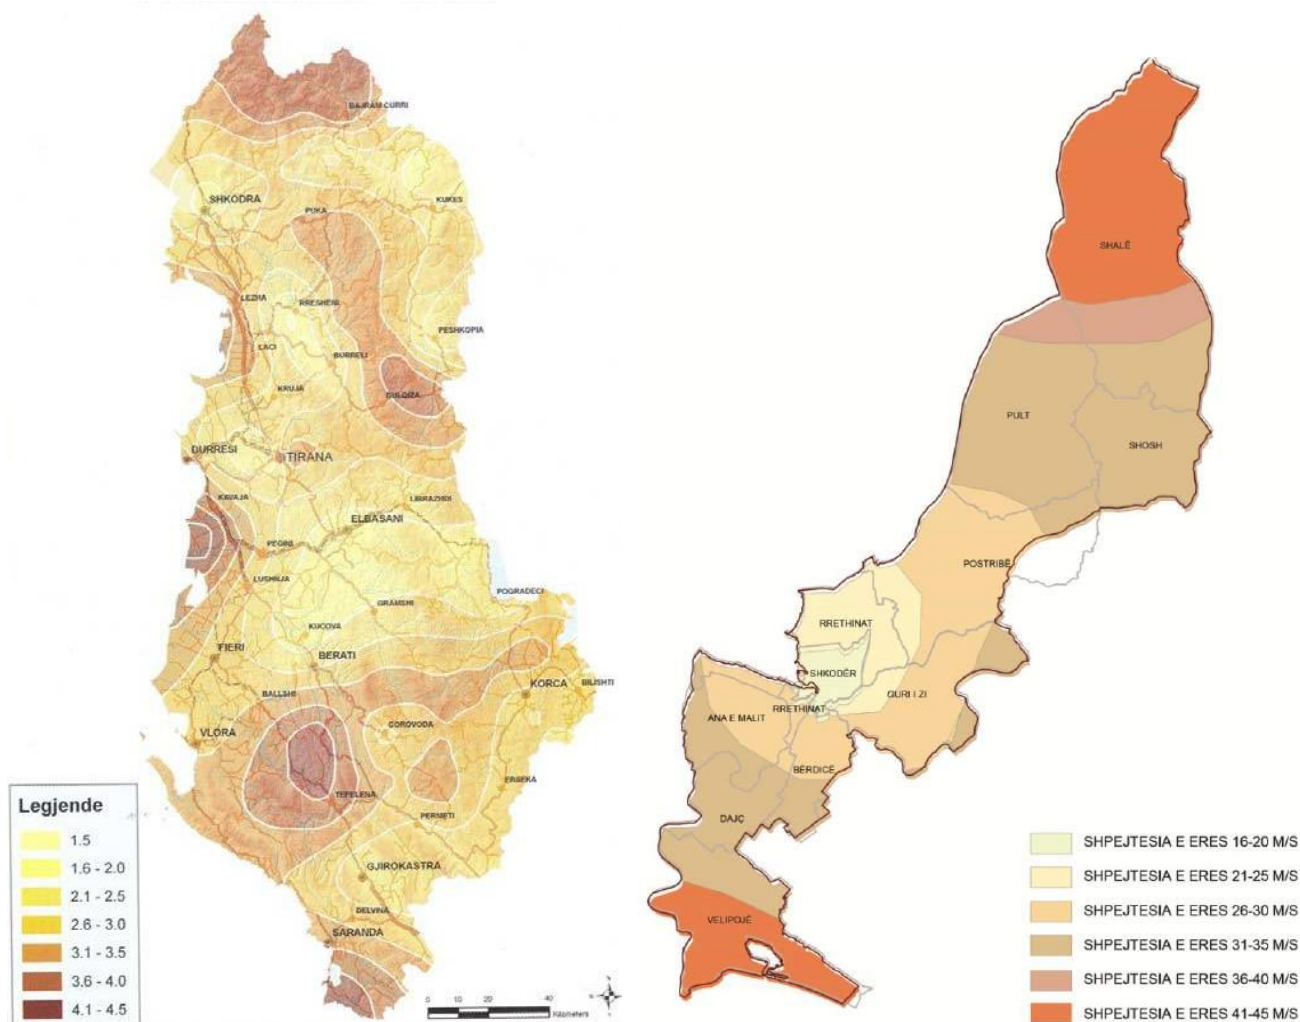 BAJRAM CURRI
SHKODRA
KUKES
PUKA
LEZHA
RRESHENI
PESHKOPIA
LACI
BURRELI
KRUJA
BULQIZA
DURRESI
TIRANA
KAVAJA
LIBRAZHDI
ELBASANI
PEQINI
LUSHNJA
POGRADECI
GRAMSHI
KUCOVA
FIERI
BERATI
KORCA
BILISHTI
BALLSHI
COROVODA
VLORA
ERSEKA
TEPELENA
PERMETI
GJIROKASTRA
DELVINA
SARANDA
Legjende
1.5
1.6 - 2.0
2.1 - 2.5
2.6 - 3.0
3.1 - 3.5
3.6 - 4.0
4.1 - 4.5
0 10 20 40
Kilometers
N
SHALË
PULT
SHOSH
POSTRIBË
RRETHINAT
SHKODËR
GURI I ZI
RRETHINAT
ANA E MALIT
BËRDICË
DAJÇ
VELIPOJË
SHPEJTESIA E ERES 16-20 M/S
SHPEJTESIA E ERES 21-25 M/S
SHPEJTESIA E ERES 26-30 M/S
SHPEJTESIA E ERES 31-35 M/S
SHPEJTESIA E ERES 36-40 M/S
SHPEJTESIA E ERES 41-45 M/S